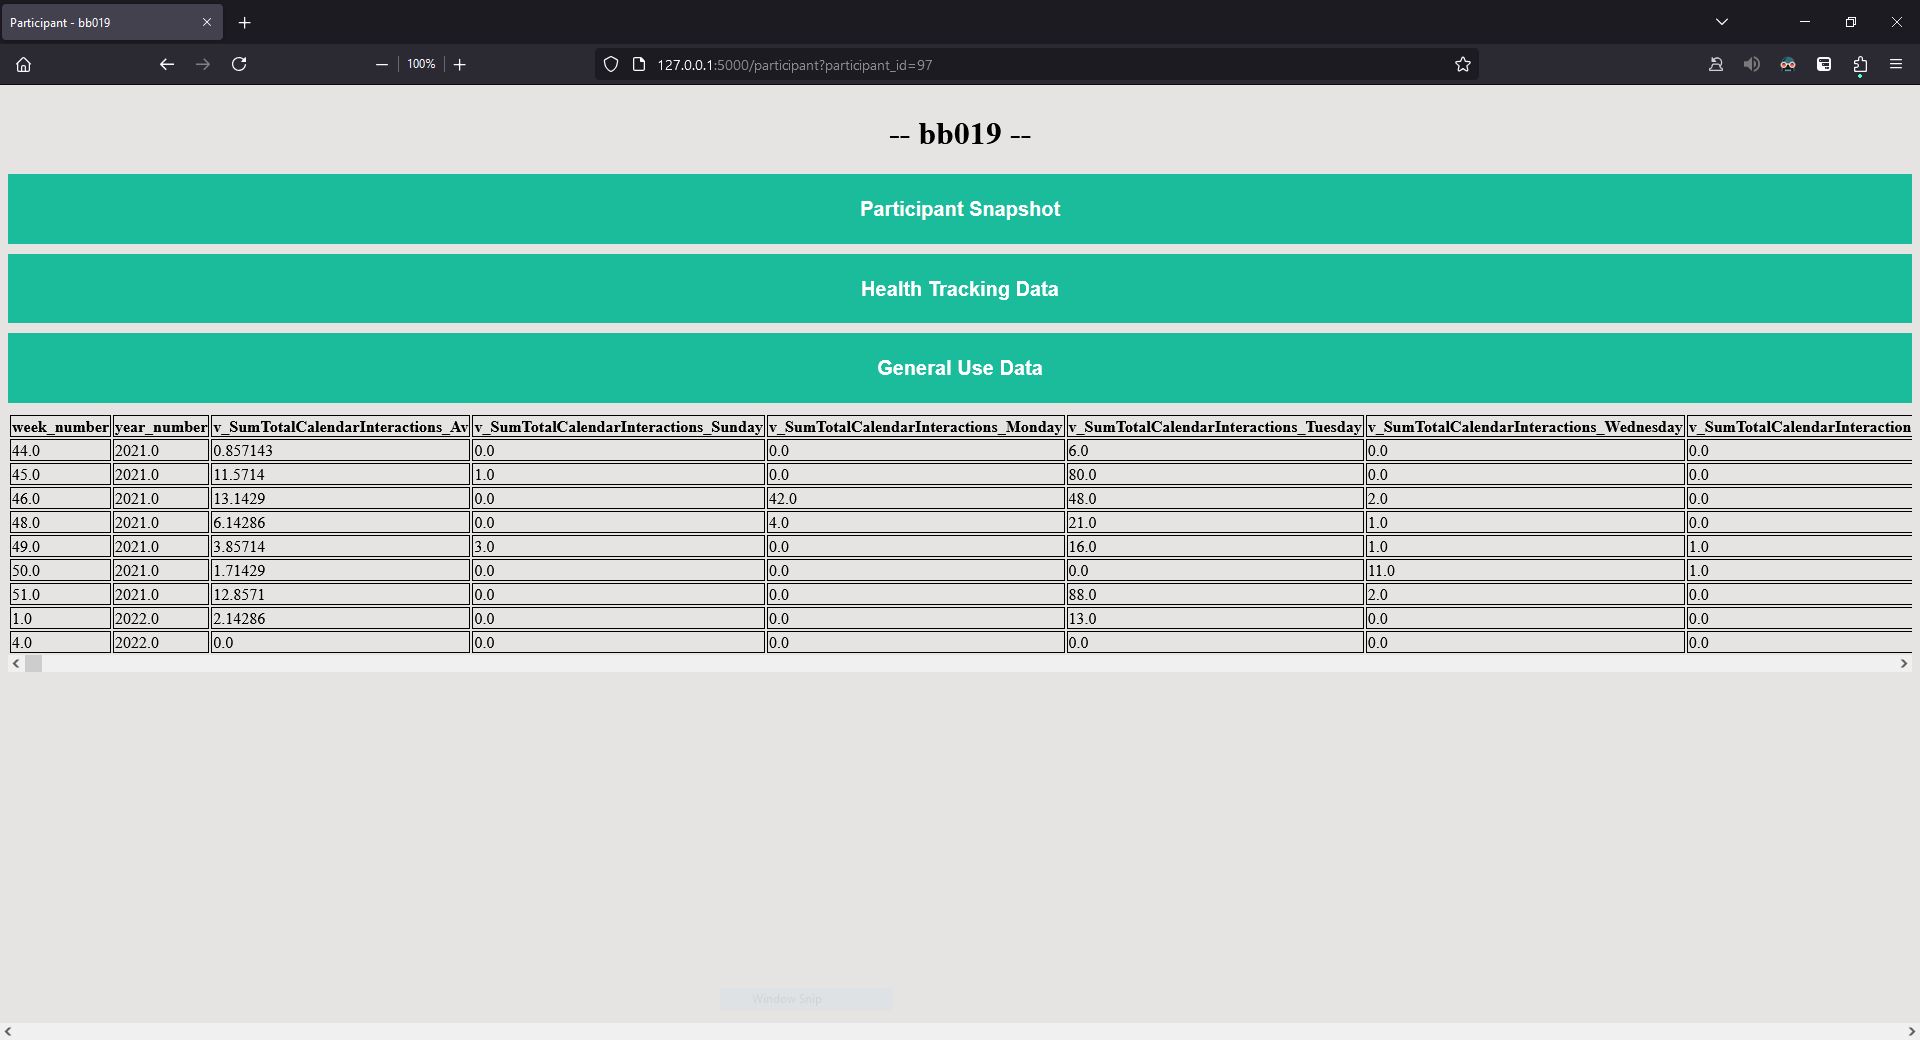 Participant - bb019
100%
127.0.0.1:5000/participant?participant_id=97
-- bb019 --
Participant Snapshot
Health Tracking Data
General Use Data
week_number year_number v_SumTotalCalendarInteractions_Av v_SumTotalCalendarInteractions_Sunday v_SumTotalCalendarInteractions_Monday v_SumTotalCalendarInteractions_Tuesday v_SumTotalCalendarInteractions_Wednesday v_SumTotalCalendarInteraction
44.0 2021.0 0.857143 0.0 0.0 6.0 0.0 0.0
45.0 2021.0 11.5714 1.0 0.0 80.0 0.0 0.0
46.0 2021.0 13.1429 0.0 42.0 48.0 2.0 0.0
48.0 2021.0 6.14286 0.0 4.0 21.0 1.0 0.0
49.0 2021.0 3.85714 3.0 0.0 16.0 1.0 1.0
50.0 2021.0 1.71429 0.0 0.0 0.0 11.0 1.0
51.0 2021.0 12.8571 0.0 0.0 88.0 2.0 0.0
1.0 2022.0 2.14286 0.0 0.0 13.0 0.0 0.0
4.0 2022.0 0.0 0.0 0.0 0.0 0.0 0.0
Window Snip